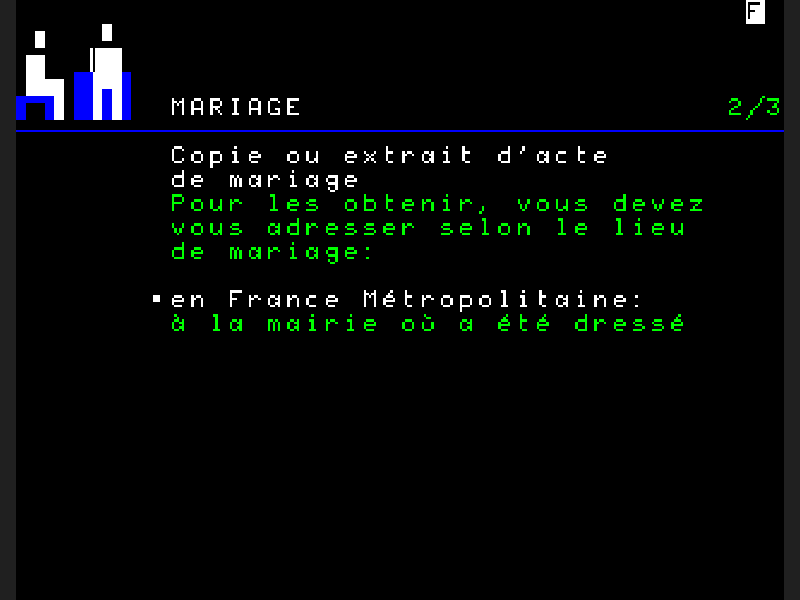 F
MARIAGE 2/3
Copie ou extrait d'acte
de mariage
Pour les obtenir, vous devez
vous adresser selon le lieu
de mariage:
▪en France Métropolitaine:
à la mairie où a été dressé